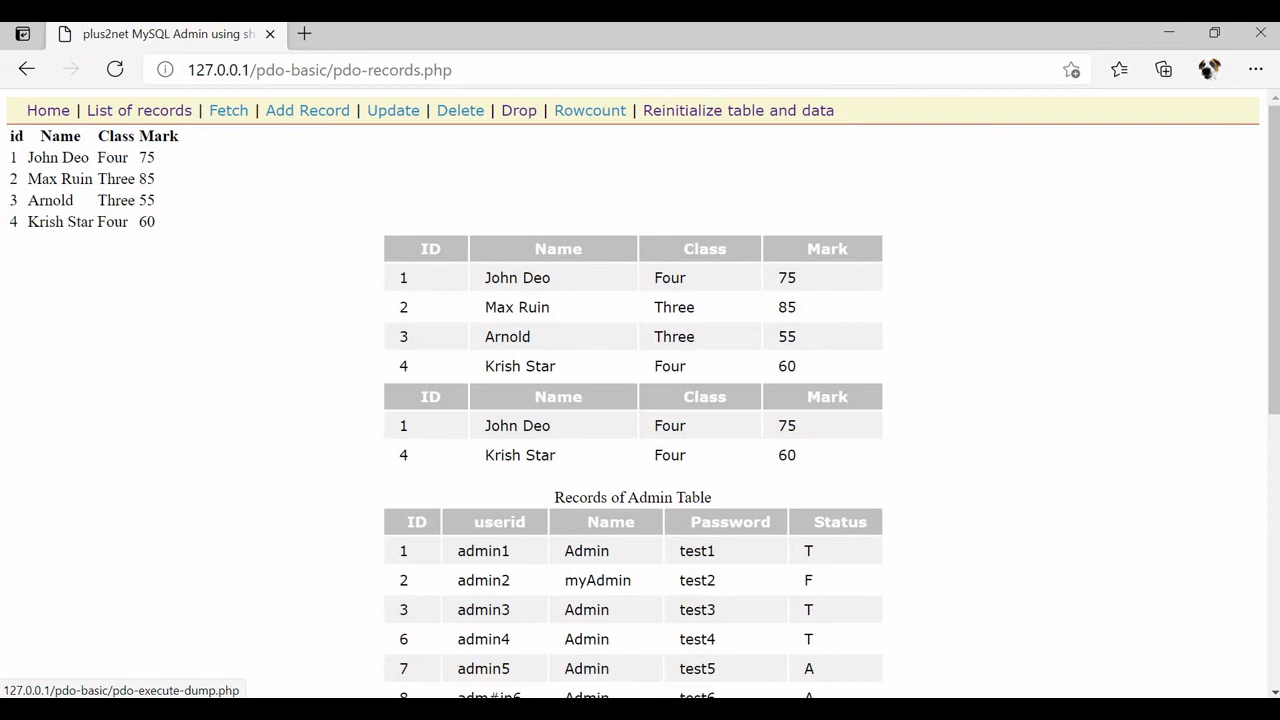 plus2net MySQL Admin using sh
127.0.0.1/pdo-basic/pdo-records.php
Home | List of records | Fetch | Add Record | Update | Delete | Drop | Rowcount | Reinitialize table and data
id Name Class Mark
1 John Deo Four 75
2 Max Ruin Three 85
3 Arnold Three 55
4 Krish Star Four 60
ID Name Class Mark
1 John Deo Four 75
2 Max Ruin Three 85
3 Arnold Three 55
4 Krish Star Four 60
ID Name Class Mark
1 John Deo Four 75
4 Krish Star Four 60
Records of Admin Table
ID userid Name Password Status
1 admin1 Admin test1 T
2 admin2 myAdmin test2 F
3 admin3 Admin test3 T
6 admin4 Admin test4 T
7 admin5 Admin test5 A
8 adm#in6 Admin test6 A
127.0.0.1/pdo-basic/pdo-execute-dump.php